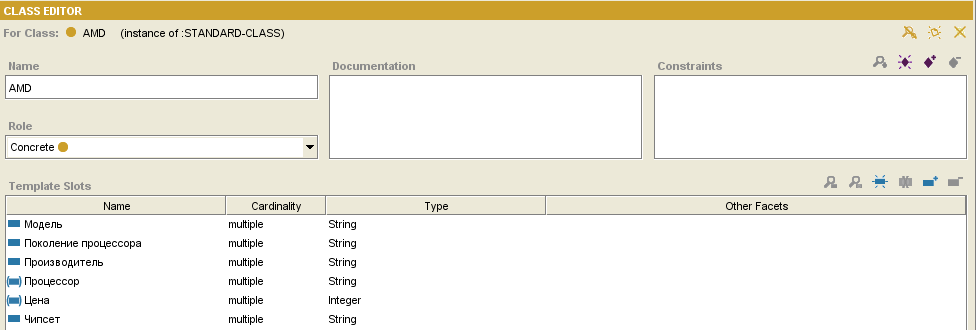 CLASS EDITOR
For Class: AMD (instance of :STANDARD-CLASS)
Name Documentation Constraints
AMD
Role
Concrete
Template Slots
Name Cardinality Type Other Facets
Модель multiple String
Поколение процессора multiple String
Производитель multiple String
Процессор multiple String
Цена multiple Integer
Чипсет multiple String